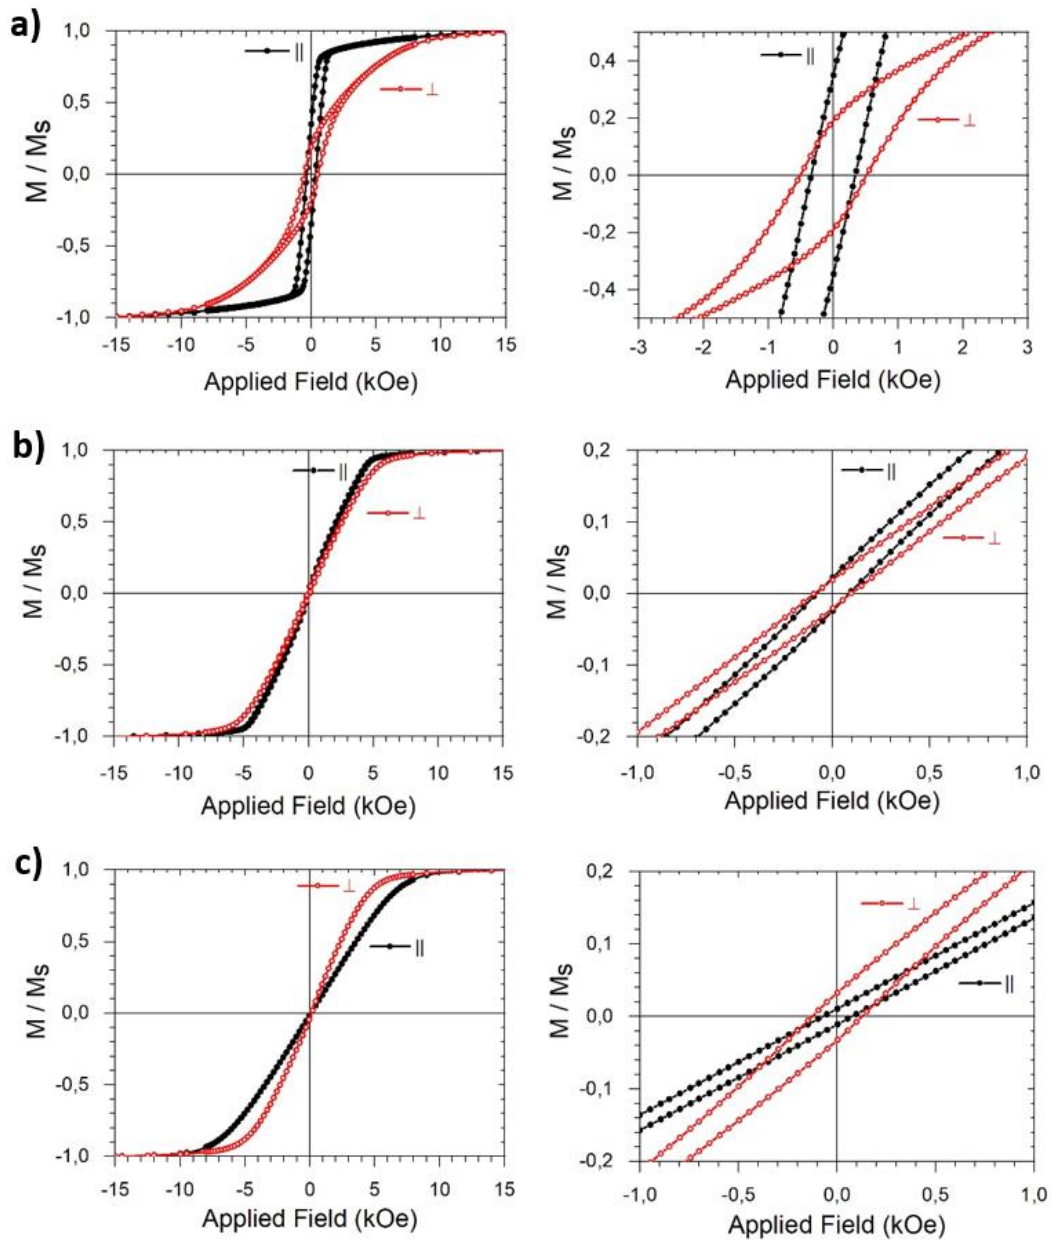 a)
M / Ms
1,0
0,5
0,0
-0,5
-1,0
||
⊥
-15 -10 -5 0 5 10 15
Applied Field (kOe)
M / Ms
0,4
0,2
0,0
-0,2
-0,4
||
⊥
-3 -2 -1 0 1 2 3
Applied Field (kOe)
b)
M / Ms
1,0
0,5
0,0
-0,5
-1,0
||
⊥
-15 -10 -5 0 5 10 15
Applied Field (kOe)
M / Ms
0,2
0,1
0,0
-0,1
-0,2
||
⊥
-1,0 -0,5 0,0 0,5 1,0
Applied Field (kOe)
c)
M / Ms
1,0
0,5
0,0
-0,5
-1,0
⊥
||
-15 -10 -5 0 5 10 15
Applied Field (kOe)
M / Ms
0,2
0,1
0,0
-0,1
-0,2
⊥
||
-1,0 -0,5 0,0 0,5 1,0
Applied Field (kOe)